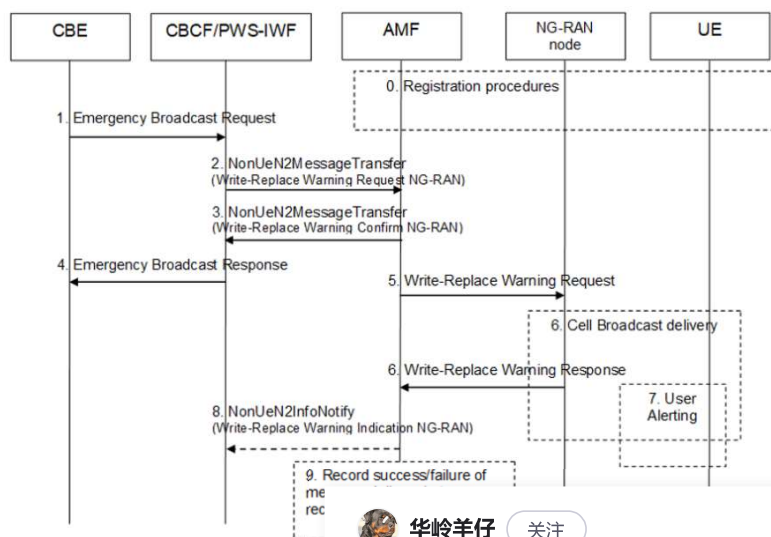 CBE
CBCF/PWS-IWF
AMF
NG-RAN
node
UE
0. Registration procedures
1. Emergency Broadcast Request
2. NonUeN2MessageTransfer
(Write-Replace Warning Request NG-RAN)
3. NonUeN2MessageTransfer
(Write-Replace Warning Confirm NG-RAN)
4. Emergency Broadcast Response
5. Write-Replace Warning Request
6. Cell Broadcast delivery
6. Write-Replace Warning Response
7. User
Alerting
8. NonUeN2InfoNotify
(Write-Replace Warning Indication NG-RAN)
9. Record success/failure of
华岭羊仔
关注